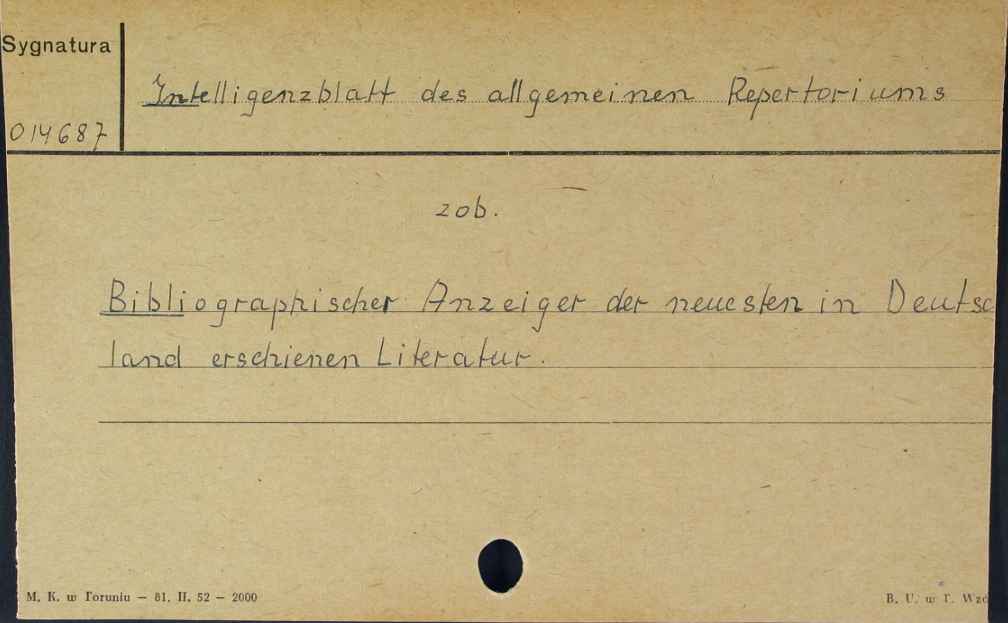 Sygnatura
Intelligenzblatt des allgemeinen Repertoriums
014687
zob.
Bibliographischer Anzeiger der neuesten in Deutsc
land erschienen Literatur.
M. K. w Toruniu — 81. II. 52 — 2000
B. U. w T. Wzó